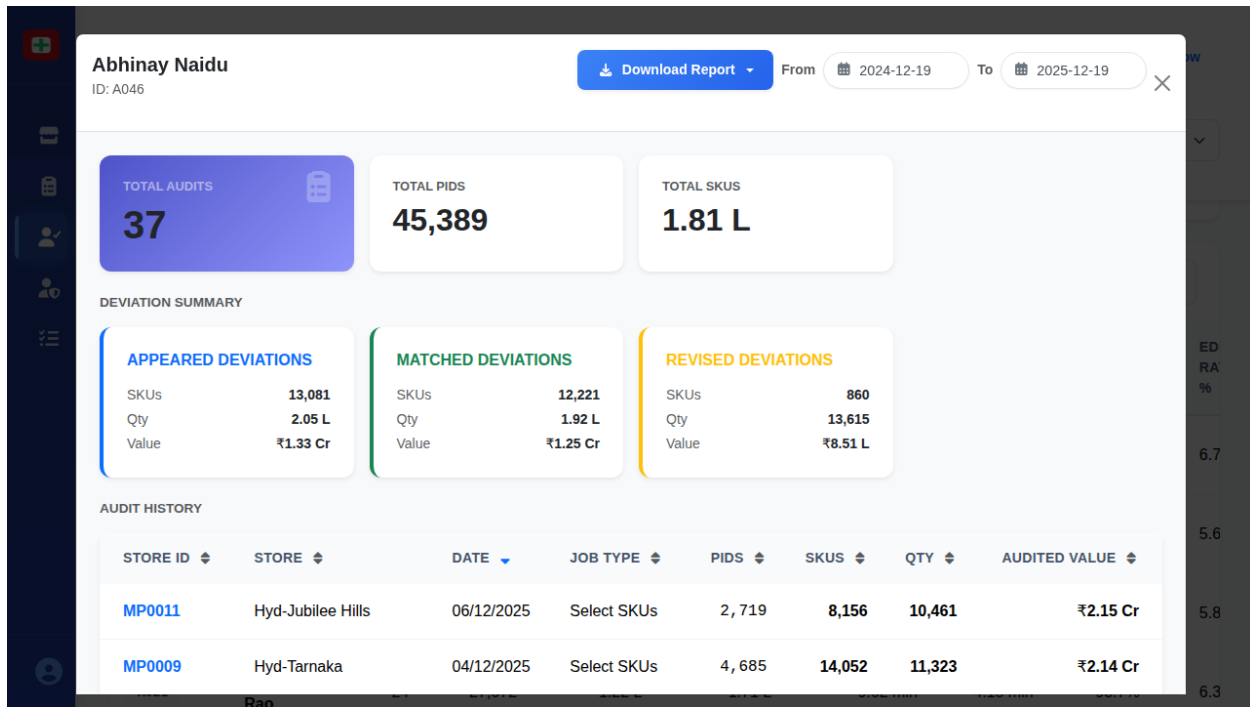 Abhinay Naidu
ID: A046
Download Report
From 2024-12-19 To 2025-12-19
TOTAL AUDITS
37
TOTAL PIDS
45,389
TOTAL SKUS
1.81 L
DEVIATION SUMMARY
APPEARED DEVIATIONS
SKUs 13,081
Qty 2.05 L
Value ₹1.33 Cr
MATCHED DEVIATIONS
SKUs 12,221
Qty 1.92 L
Value ₹1.25 Cr
REVISED DEVIATIONS
SKUs 860
Qty 13,615
Value ₹8.51 L
AUDIT HISTORY
STORE ID STORE DATE JOB TYPE PIDS SKUS QTY AUDITED VALUE
MP0011 Hyd-Jubilee Hills 06/12/2025 Select SKUs 2,719 8,156 10,461 ₹2.15 Cr
MP0009 Hyd-Tarnaka 04/12/2025 Select SKUs 4,685 14,052 11,323 ₹2.14 Cr
ED
%
6.7
5.6
5.8
6.3
Rao